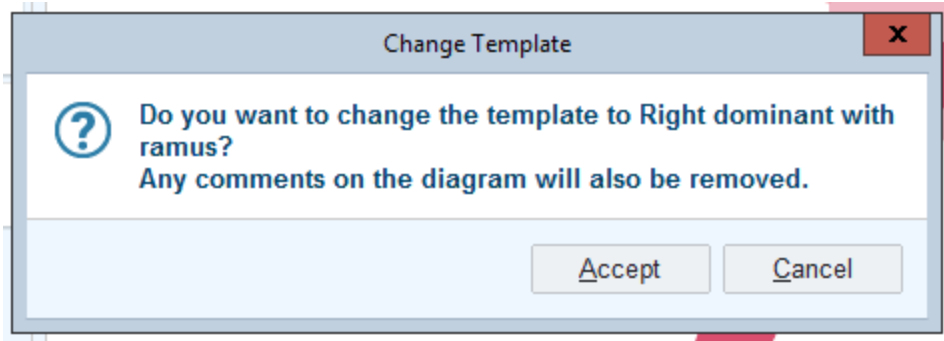 Change Template
x
?
Do you want to change the template to Right dominant with
ramus?
Any comments on the diagram will also be removed.
Accept
Cancel